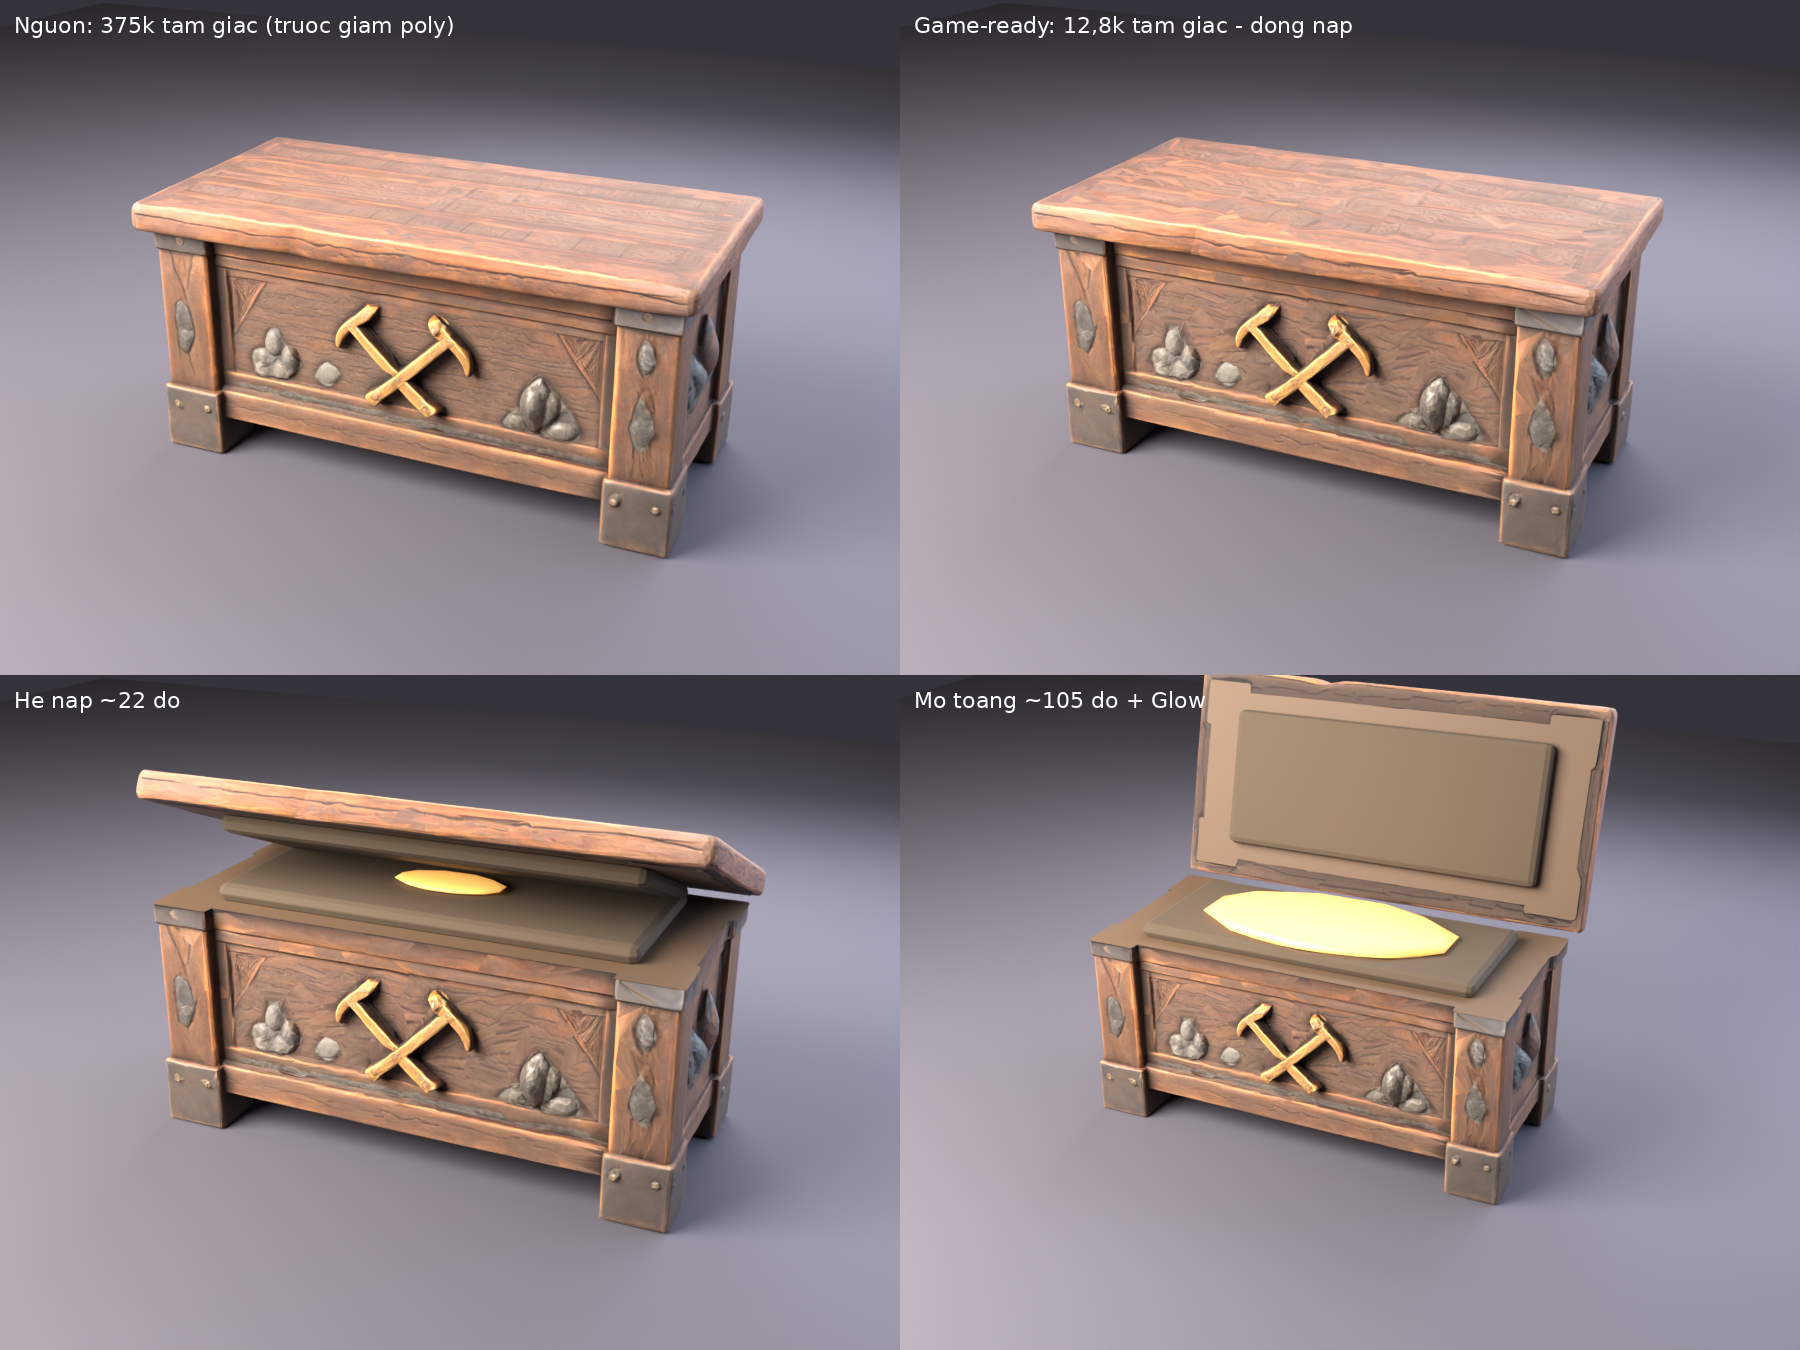 Nguon: 375k tam giac (truoc giam poly)
Game-ready: 12,8k tam giac - dong nap
He nap ~22 do
Mo toang ~105 do + Glow